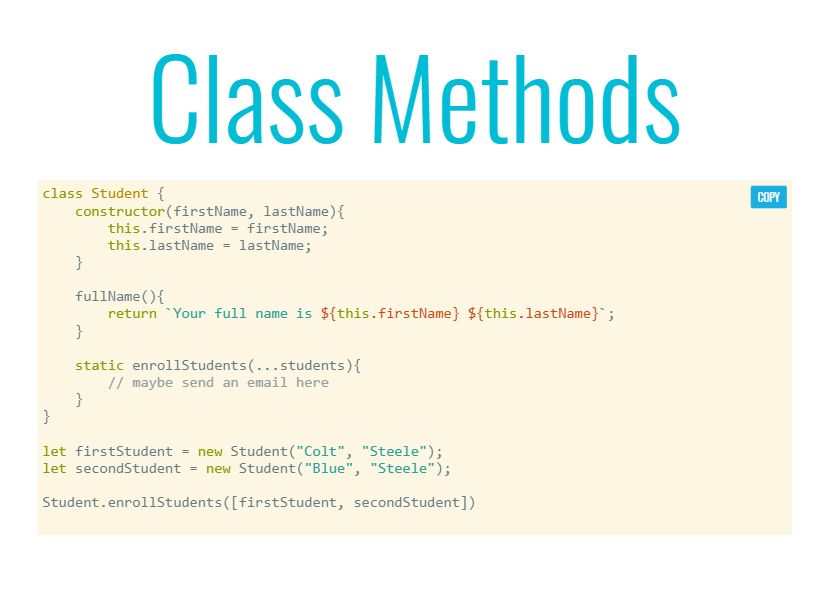 Class Methods
COPY
class Student {
    constructor(firstName, lastName){
        this.firstName = firstName;
        this.lastName = lastName;
    }
    fullName(){
        return `Your full name is ${this.firstName} ${this.lastName}`;
    }
    static enrollStudents(...students){
        // maybe send an email here
    }
}
let firstStudent = new Student("Colt", "Steele");
let secondStudent = new Student("Blue", "Steele");
Student.enrollStudents([firstStudent, secondStudent])